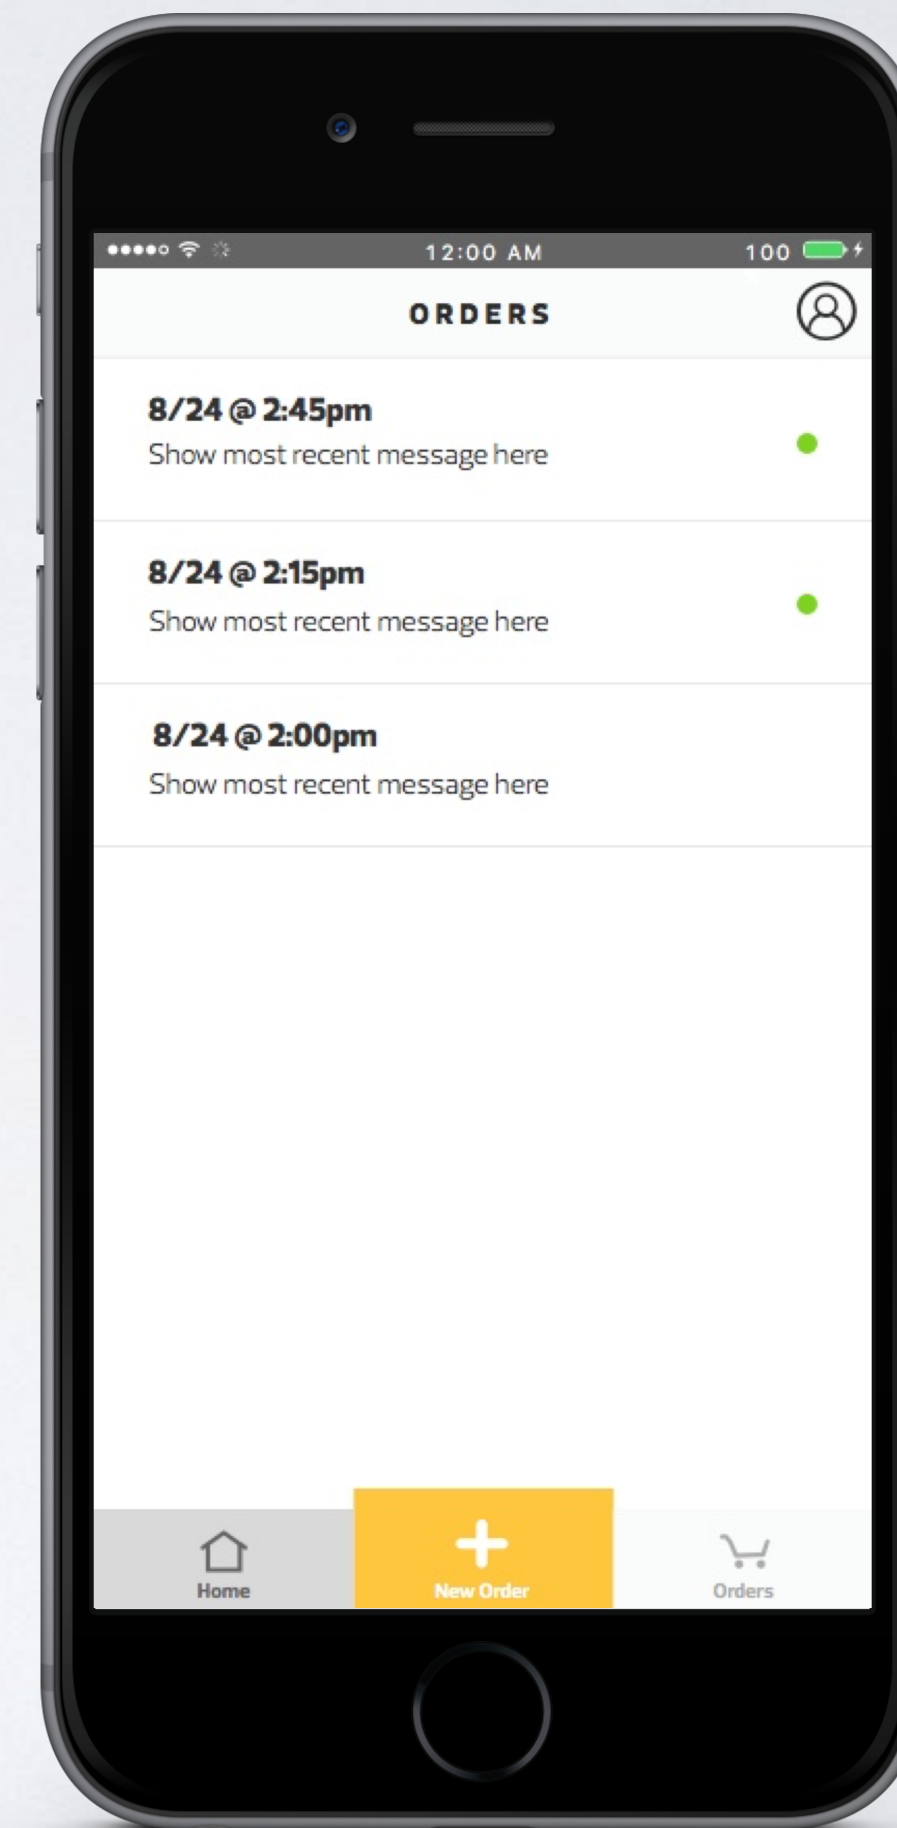 12:00 AM
100
ORDERS
8/24 @ 2:45pm
Show most recent message here
8/24 @ 2:15pm
Show most recent message here
8/24 @ 2:00pm
Show most recent message here
Home
New Order
Orders